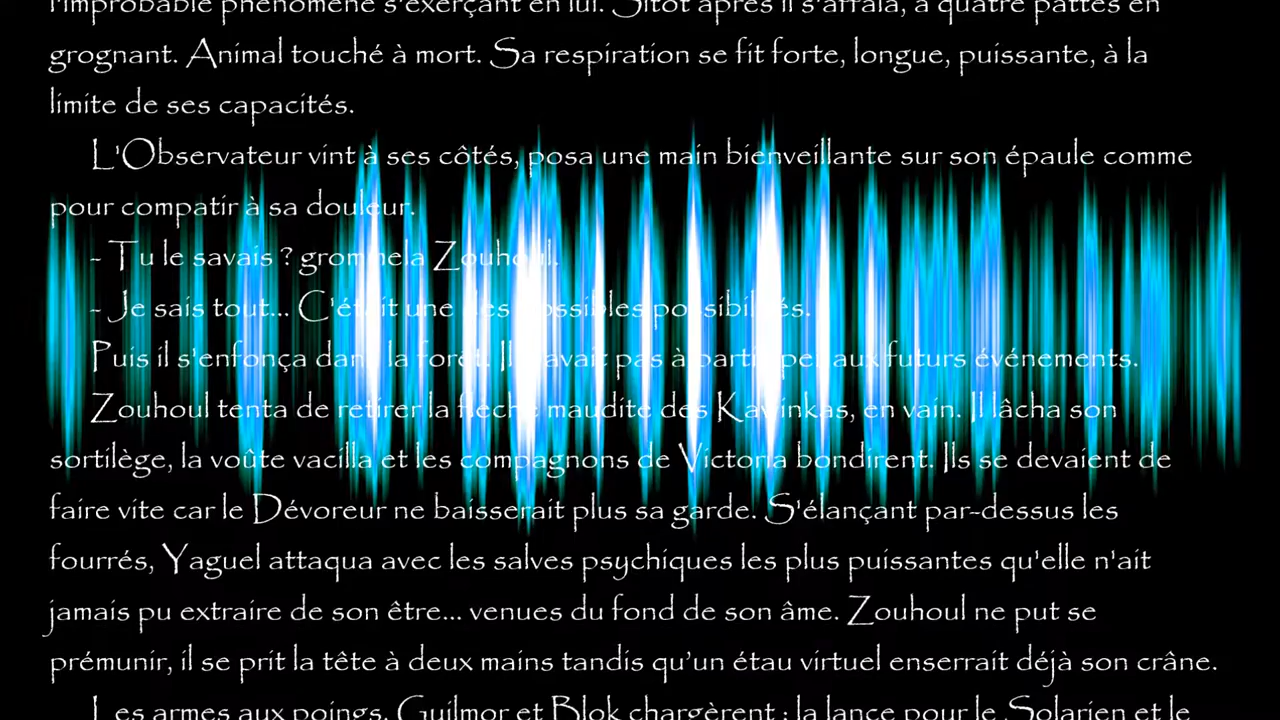 l'improbable phénomène s'exerçant en lui. Sitôt après il s'affala, à quatre pattes en
grognant. Animal touché à mort. Sa respiration se fit forte, longue, puissante, à la
limite de ses capacités.
L'Observateur vint à ses côtés, posa une main bienveillante sur son épaule comme
pour compatir à sa douleur.
- Tu le savais ? grommela Zouhoul.
- Je sais tout... C'était une des possibles possibilités.
Puis il s'enfonça dans la forêt. Il n'avait pas à participer aux futurs événements.
Zouhoul tenta de retirer la flèche maudite des Kavinkas, en vain. Il lâcha son
sortilège, la voûte vacilla et les compagnons de Victoria bondirent. Ils se devaient de
faire vite car le Dévoreur ne baisserait plus sa garde. S'élançant par-dessus les
fourrés, Yaguel attaqua avec les salves psychiques les plus puissantes qu'elle n'ait
jamais pu extraire de son être... venues du fond de son âme. Zouhoul ne put se
prémunir, il se prit la tête à deux mains tandis qu'un étau virtuel enserrait déjà son crâne.
Les armes aux poings, Guilmor et Blok chargèrent : la lance pour le Solarien et le